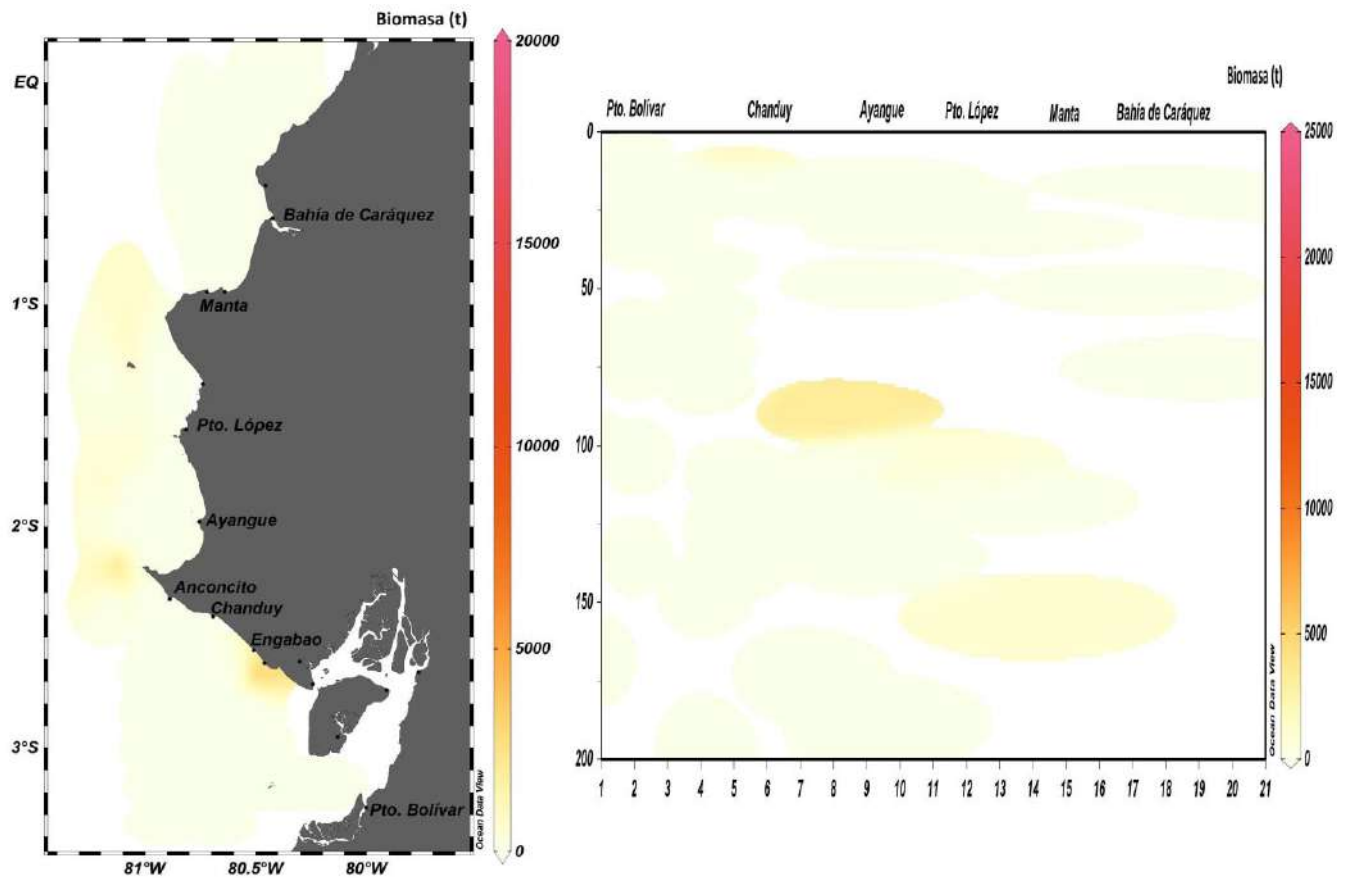 Biomasa (t)
20000
15000
10000
5000
0
EQ
1°S
2°S
3°S
81°W
80.5°W
80°W
Bahía de Caráquez
Manta
Pto. López
Ayangue
Anconcito
Chanduy
Engabao
Pto. Bolívar
Ocean Data View
Biomasa (t)
Pto. Bolívar Chanduy Ayangue Pto. López Manta Bahía de Caráquez
0
50
100
150
200
1 2 3 4 5 6 7 8 9 10 11 12 13 14 15 16 17 18 19 20 21
25000
20000
15000
10000
5000
0
Ocean Data View